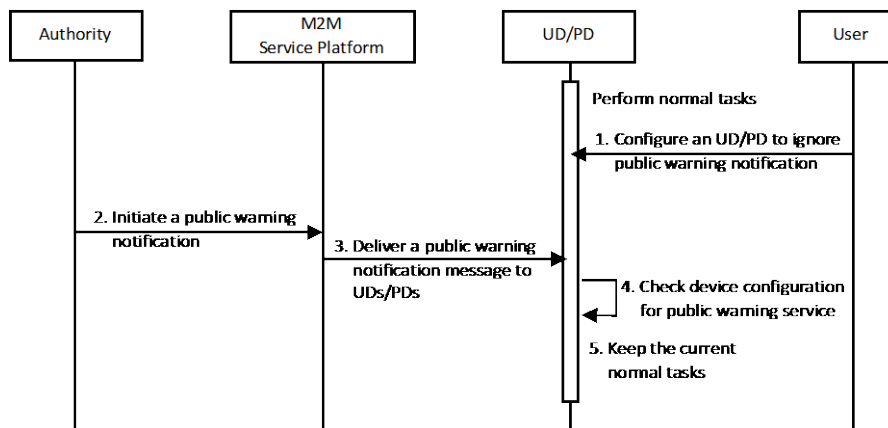 Authority
M2M
Service Platform
UD/PD
User
Perform normal tasks
1. Configure an UD/PD to ignore
public warning notification
2. Initiate a public warning
notification
3. Deliver a public warning
notification message to
UDs/PDs
4. Check device configuration
for public warning service
5. Keep the current
normal tasks